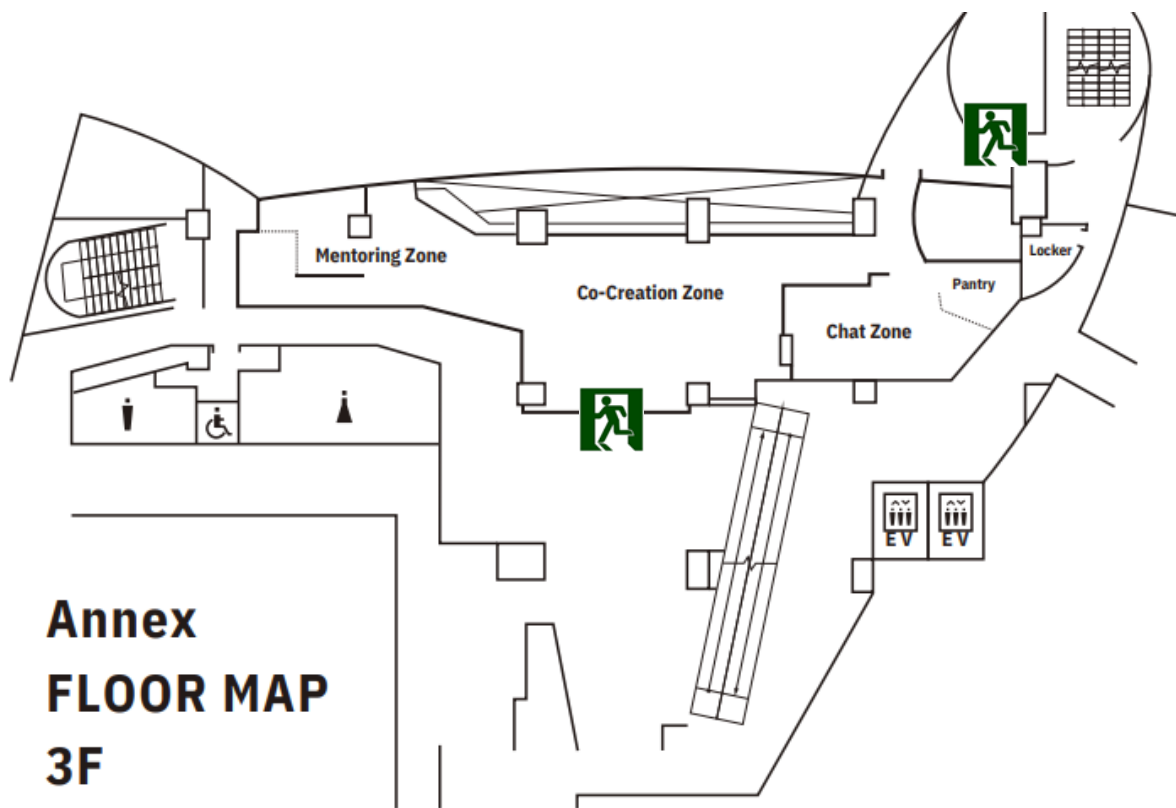 Mentoring Zone
Co-Creation Zone
Locker
Pantry
Chat Zone
EV
EV
Annex
FLOOR MAP
3F